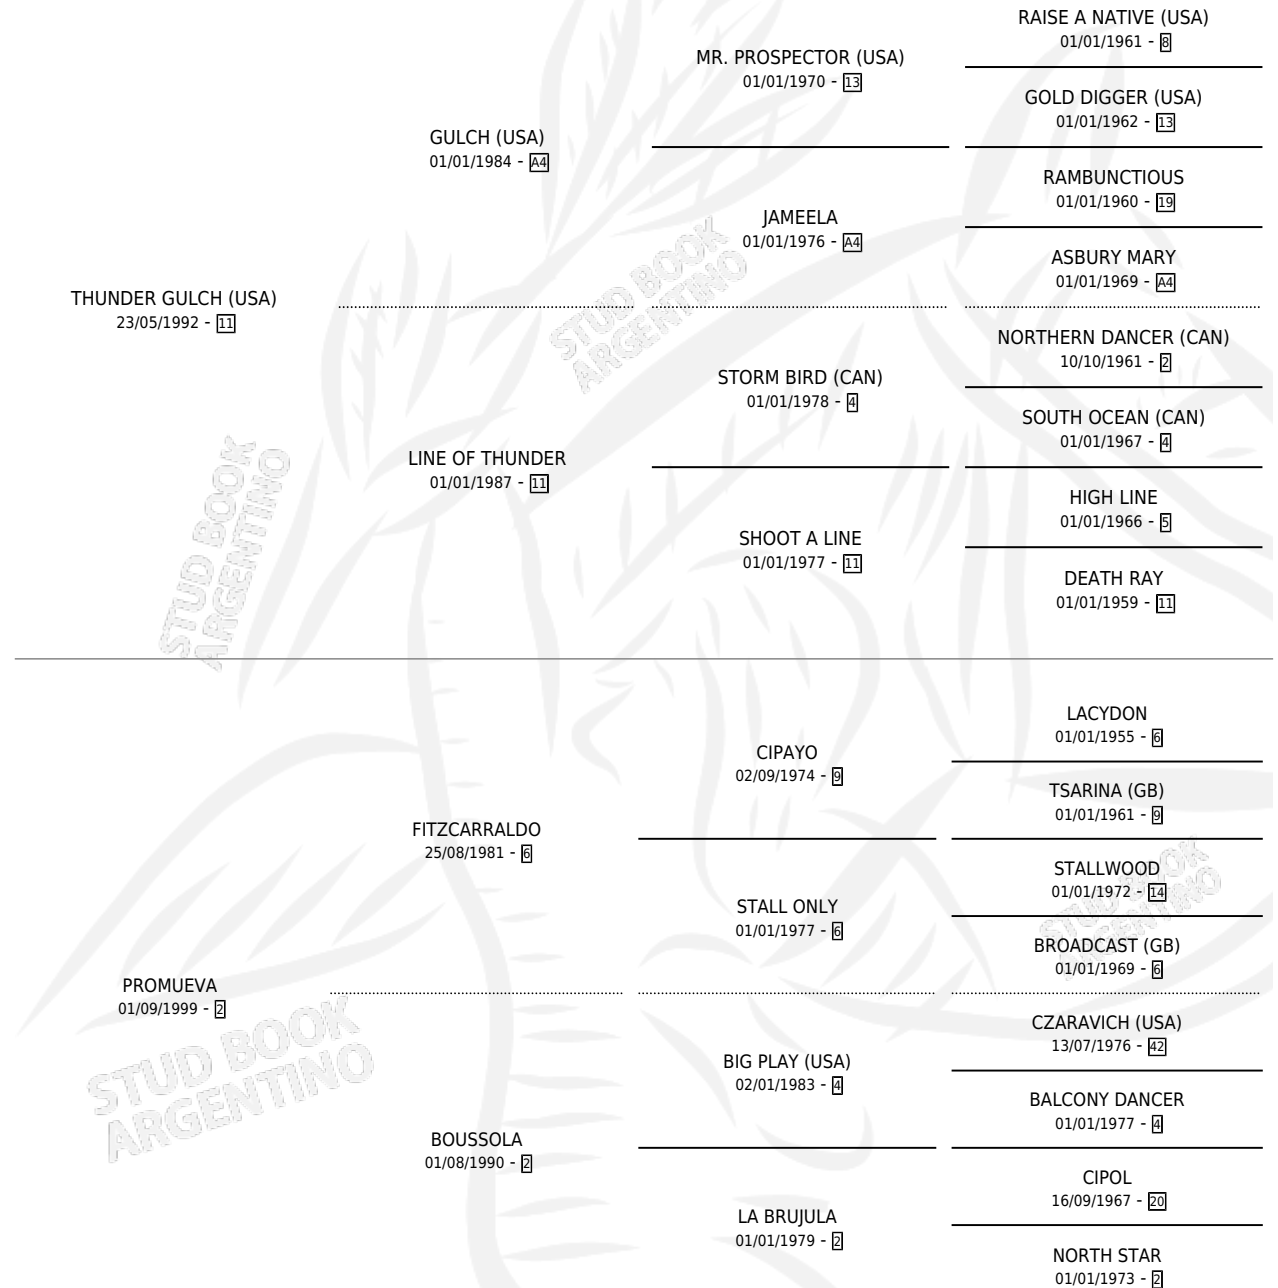 RAISE A NATIVE (USA)
01/01/1961 - 8
MR. PROSPECTOR (USA)
01/01/1970 - 13
GOLD DIGGER (USA)
01/01/1962 - 13
GULCH (USA)
01/01/1984 - A4
RAMBUNCTIOUS
01/01/1960 - 19
JAMEELA
01/01/1976 - A4
ASBURY MARY
01/01/1969 - A4
THUNDER GULCH (USA)
23/05/1992 - 11
NORTHERN DANCER (CAN)
10/10/1961 - 2
STORM BIRD (CAN)
01/01/1978 - 4
SOUTH OCEAN (CAN)
01/01/1967 - 4
LINE OF THUNDER
01/01/1987 - 11
HIGH LINE
01/01/1966 - 5
SHOOT A LINE
01/01/1977 - 11
DEATH RAY
01/01/1959 - 11
STUD BOOK
ARGENTINO
STUD BOOK
ARGENTINO
LACYDON
01/01/1955 - 6
CIPAYO
02/09/1974 - 9
TSARINA (GB)
01/01/1961 - 9
FITZCARRALDO
25/08/1981 - 6
STALLWOOD
01/01/1972 - 14
STALL ONLY
01/01/1977 - 6
BROADCAST (GB)
01/01/1969 - 6
PROMUEVA
01/09/1999 - 2
CZARAVICH (USA)
13/07/1976 - 42
BIG PLAY (USA)
02/01/1983 - 4
BALCONY DANCER
01/01/1977 - 4
BOUSSOLA
01/08/1990 - 2
CIPOL
16/09/1967 - 20
LA BRUJULA
01/01/1979 - 2
NORTH STAR
01/01/1973 - 2
STUD BOOK
ARGENTINO
STUD BOOK
ARGENTINO